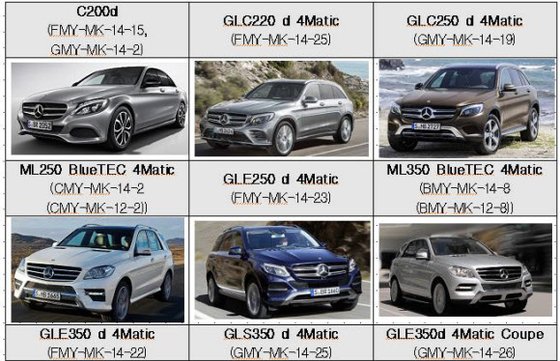 C200d
(FMY-MK-14-15,
GMY-MK-14-2)
GLC220 d 4Matic
(FMY-MK-14-25)
GLC250 d 4Matic
(GMY-MK-14-19)
ML250 BlueTEC 4Matic
(CMY-MK-14-2
(CMY-MK-12-2))
GLE250 d 4Matic
(FMY-MK-14-23)
ML350 BlueTEC 4Matic
(BMY-MK-14-8
(BMY-MK-12-8))
GLE350 d 4Matic
(FMY-MK-14-22)
GLS350 d 4Matic
(GMY-MK-14-25)
GLE350d 4Matic Coupe
(GMY-MK-14-26)